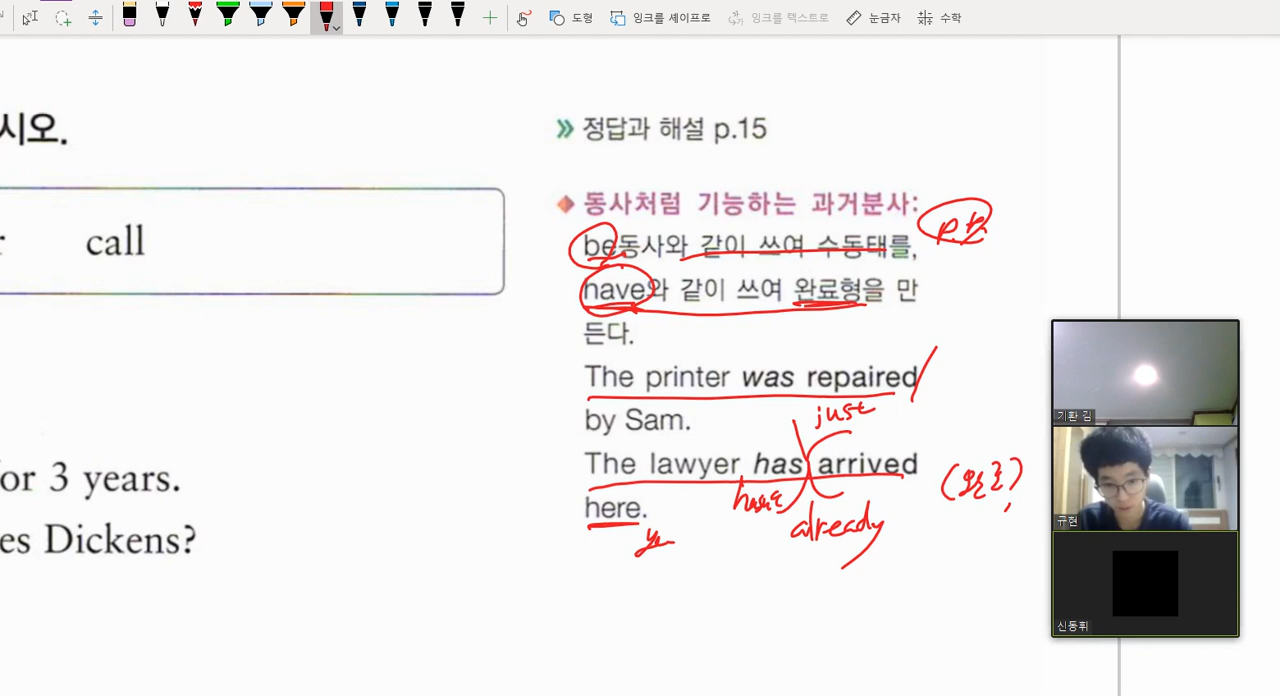 도형
잉크를 셰이프로
잉크를 텍스트로
눈금자
수학
시오.
정답과 해설 p.15
call
동사처럼 기능하는 과거분사:
be동사와 같이 쓰여 수동태를,
p.p.
have와 같이 쓰여 완료형을 만
든다.
The printer was repaired
by Sam.
just
The lawyer has arrived
(완료)
have
here.
already
or 3 years.
es Dickens?
기환 김
규현
신동휘